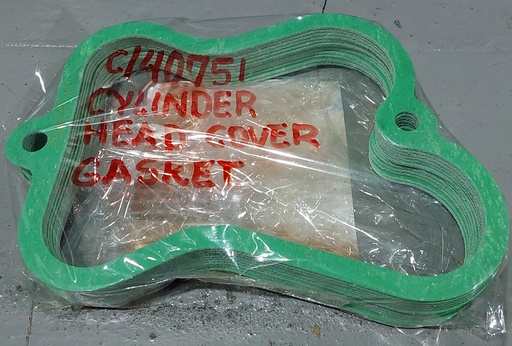 C/40751
CYLINDER
HEAD COVER
GASKET